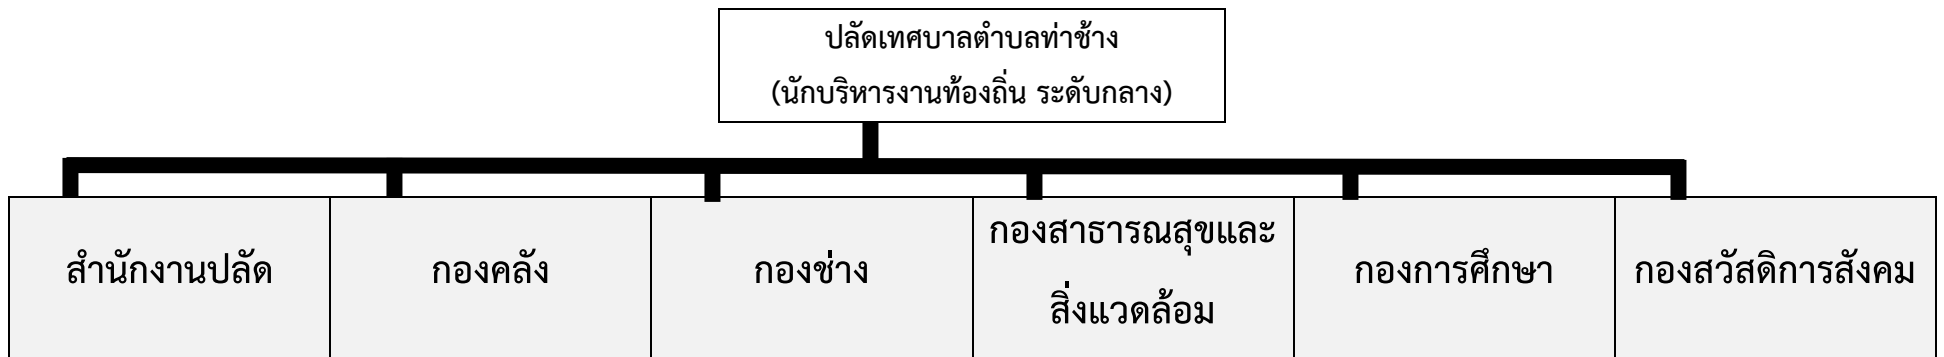 ปลัดเทศบาลตำบลท่าช้าง
(นักบริหารงานท้องถิ่น ระดับกลาง)
สำนักงานปลัด
กองคลัง
กองช่าง
กองสาธารณสุขและ
สิ่งแวดล้อม
กองการศึกษา
กองสวัสดิการสังคม